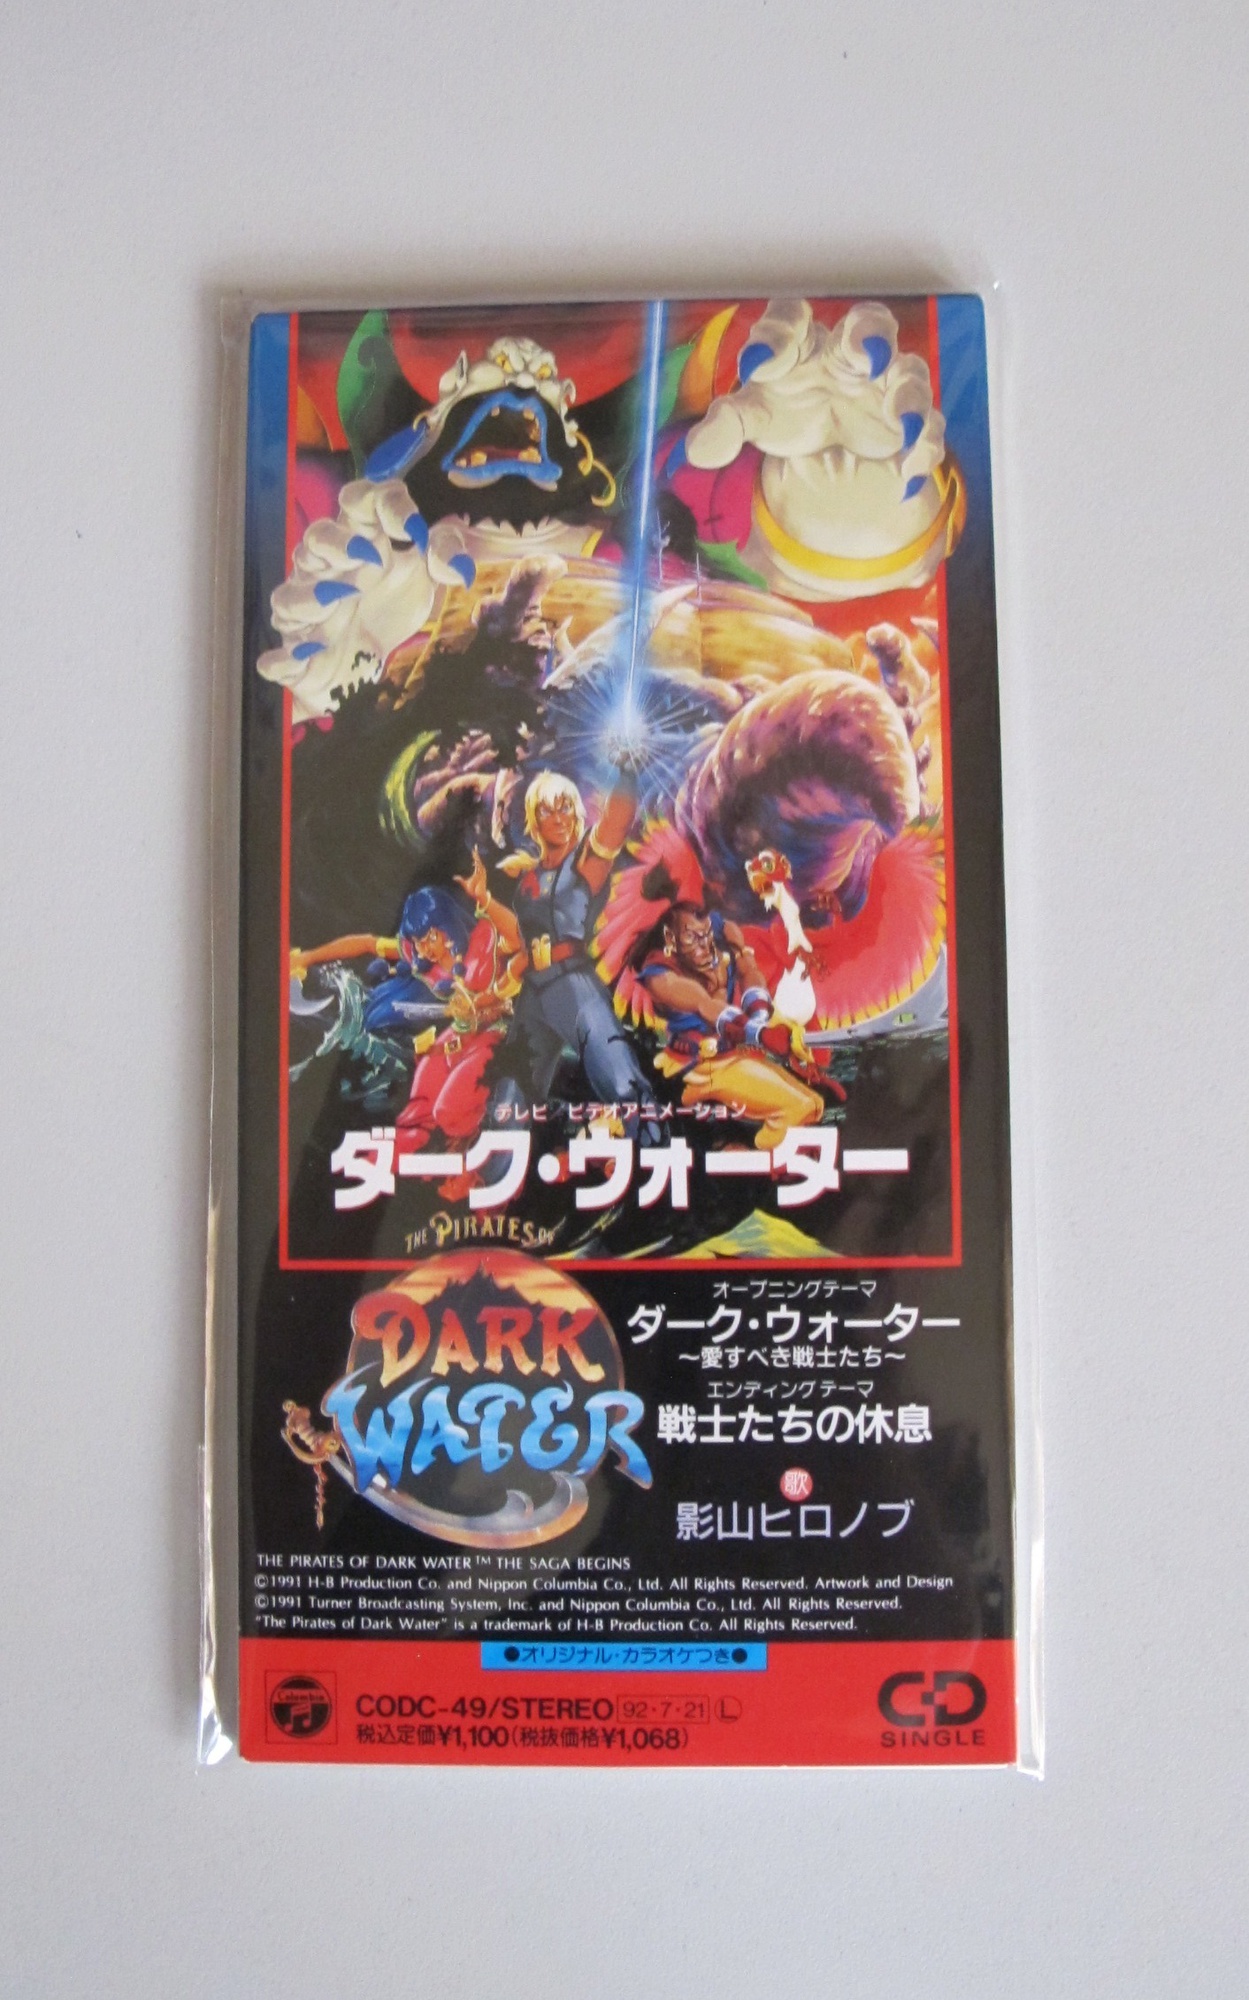 テレビ ビデオアニメーション
ダーク・ウォーター
THE PIRATES OF
DARK
WATER
オープニングテーマ
ダーク・ウォーター
～愛すべき戦士たち～
エンディングテーマ
戦士たちの休息
歌
影山ヒロノブ
THE PIRATES OF DARK WATER™ THE SAGA BEGINS
©1991 H-B Production Co. and Nippon Columbia Co., Ltd. All Rights Reserved. Artwork and Design
©1991 Turner Broadcasting System, Inc. and Nippon Columbia Co., Ltd. All Rights Reserved.
"The Pirates of Dark Water" is a trademark of H-B Production Co. All Rights Reserved.
●オリジナル・カラオケつき●
Columbia
CODC-49/STEREO 92・7・21 L
税込定価¥1,100(税抜価格¥1,068)
CD
SINGLE